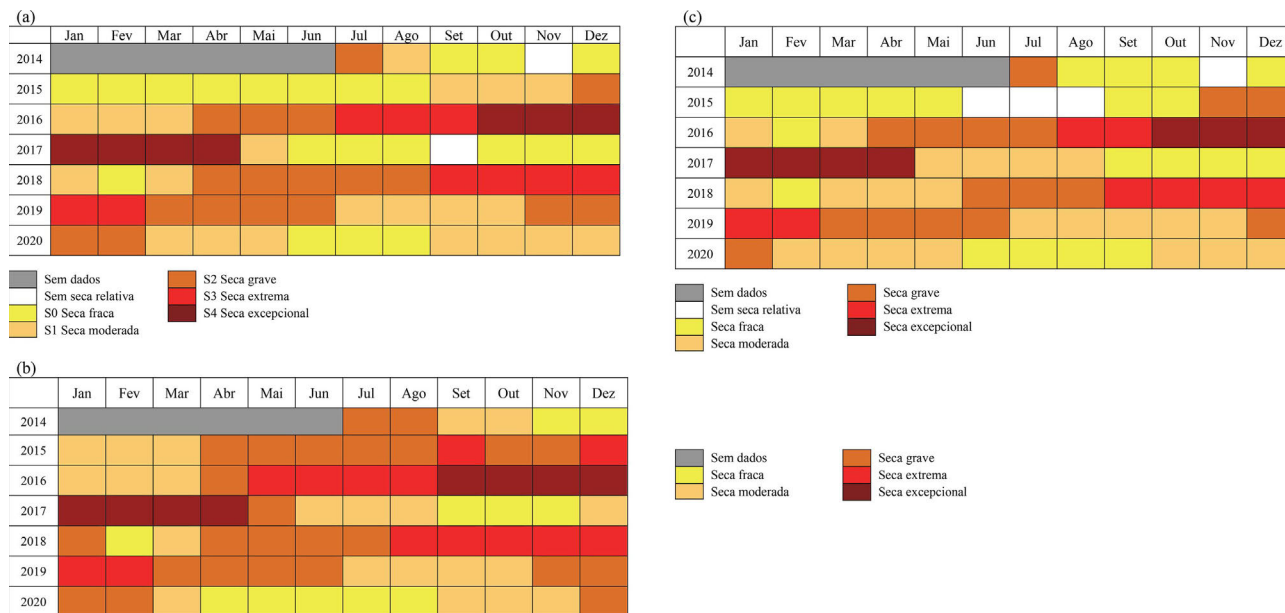 (a)
Jan Fev Mar Abr Mai Jun Jul Ago Set Out Nov Dez
2014
2015
2016
2017
2018
2019
2020
Sem dados
Sem seca relativa
S0 Seca fraca
S1 Seca moderada
S2 Seca grave
S3 Seca extrema
S4 Seca excepcional
(b)
Jan Fev Mar Abr Mai Jun Jul Ago Set Out Nov Dez
2014
2015
2016
2017
2018
2019
2020
(c)
Jan Fev Mar Abr Mai Jun Jul Ago Set Out Nov Dez
2014
2015
2016
2017
2018
2019
2020
Sem dados
Sem seca relativa
Seca fraca
Seca moderada
Seca grave
Seca extrema
Seca excepcional
Sem dados
Seca fraca
Seca moderada
Seca grave
Seca extrema
Seca excepcional